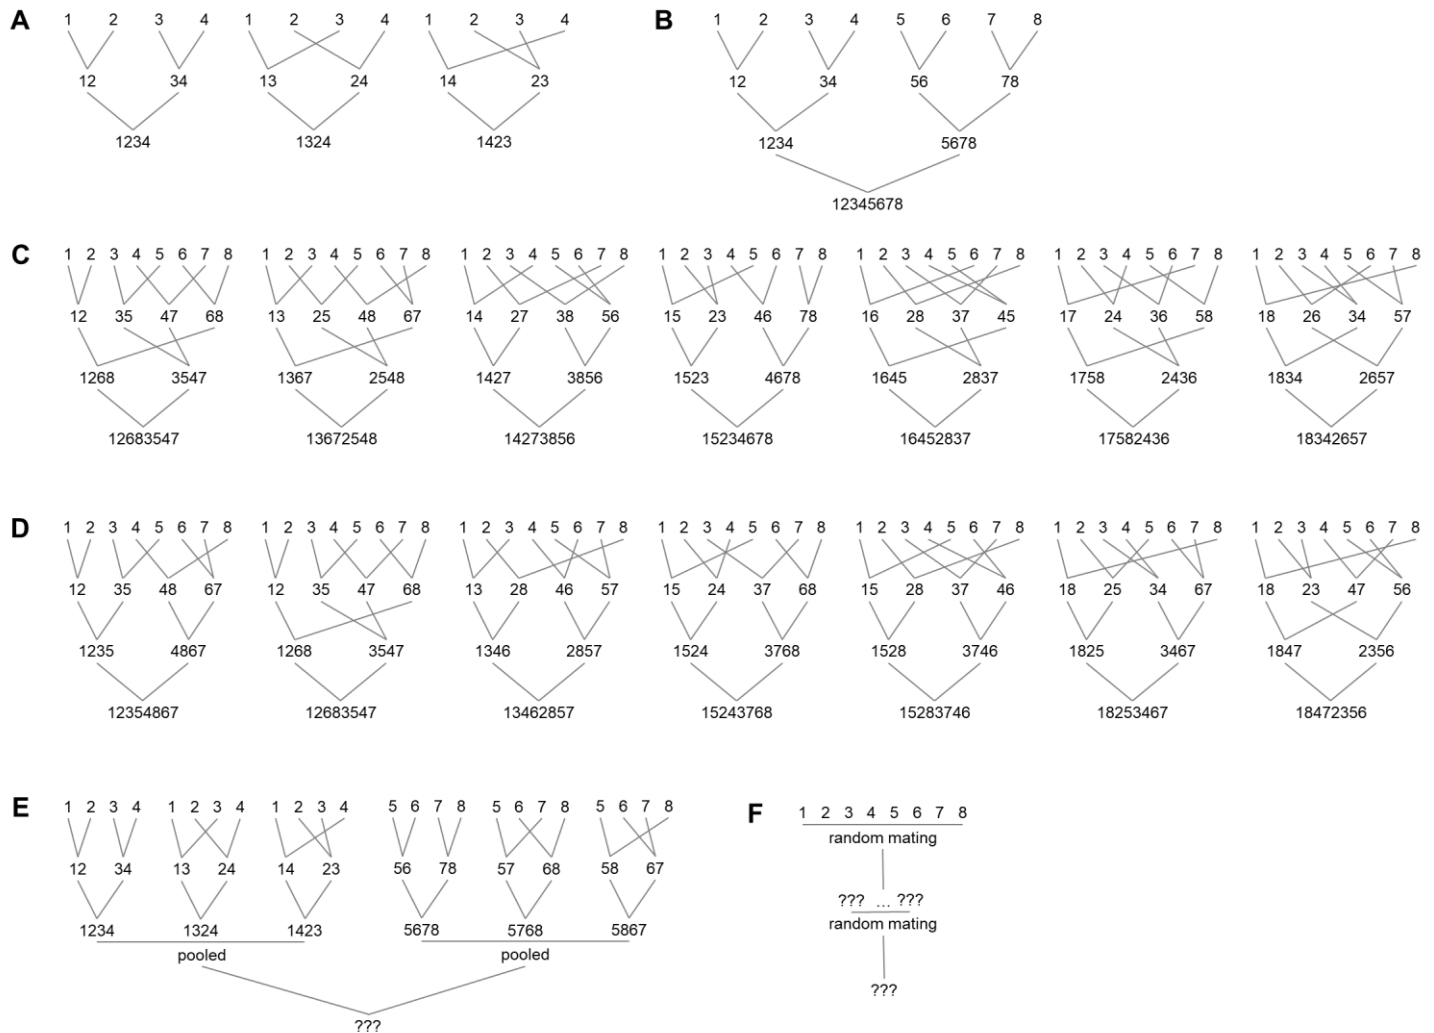 A 1 2 3 4 1 2 3 4 1 2 3 4 B 1 2 3 4 5 6 7 8
12 34 13 24 14 23 12 34 56 78
1234 1324 1423 1234 5678
12345678
C 1 2 3 4 5 6 7 8 1 2 3 4 5 6 7 8 1 2 3 4 5 6 7 8 1 2 3 4 5 6 7 8 1 2 3 4 5 6 7 8 1 2 3 4 5 6 7 8 1 2 3 4 5 6 7 8
12 35 47 68 13 25 48 67 14 27 38 56 15 23 46 78 16 28 37 45 17 24 36 58 18 26 34 57
1268 3547 1367 2548 1427 3856 1523 4678 1645 2837 1758 2436 1834 2657
12683547 13672548 14273856 15234678 16452837 17582436 18342657
D 1 2 3 4 5 6 7 8 1 2 3 4 5 6 7 8 1 2 3 4 5 6 7 8 1 2 3 4 5 6 7 8 1 2 3 4 5 6 7 8 1 2 3 4 5 6 7 8 1 2 3 4 5 6 7 8
12 35 48 67 12 35 47 68 13 28 46 57 15 24 37 68 15 28 37 46 18 25 34 67 18 23 47 56
1235 4867 1268 3547 1346 2857 1524 3768 1528 3746 1825 3467 1847 2356
12354867 12683547 13462857 15243768 15283746 18253467 18472356
E 1 2 3 4 1 2 3 4 1 2 3 4 5 6 7 8 5 6 7 8 5 6 7 8
12 34 13 24 14 23 56 78 57 68 58 67
1234 1324 1423 5678 5768 5867
pooled pooled
???
F 1 2 3 4 5 6 7 8
random mating
??? ... ???
random mating
???